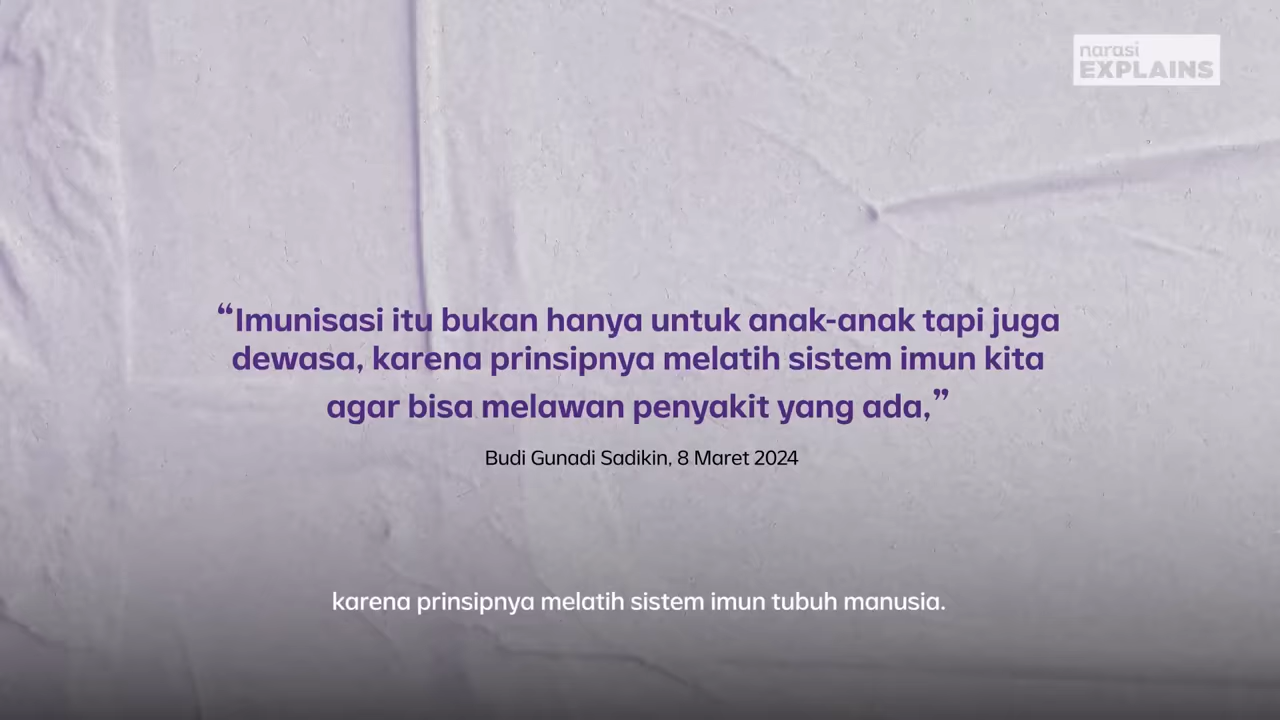 narasi
EXPLAINS
“Imunisasi itu bukan hanya untuk anak-anak tapi juga
dewasa, karena prinsipnya melatih sistem imun kita
agar bisa melawan penyakit yang ada,”
Budi Gunadi Sadikin, 8 Maret 2024
karena prinsipnya melatih sistem imun tubuh manusia.